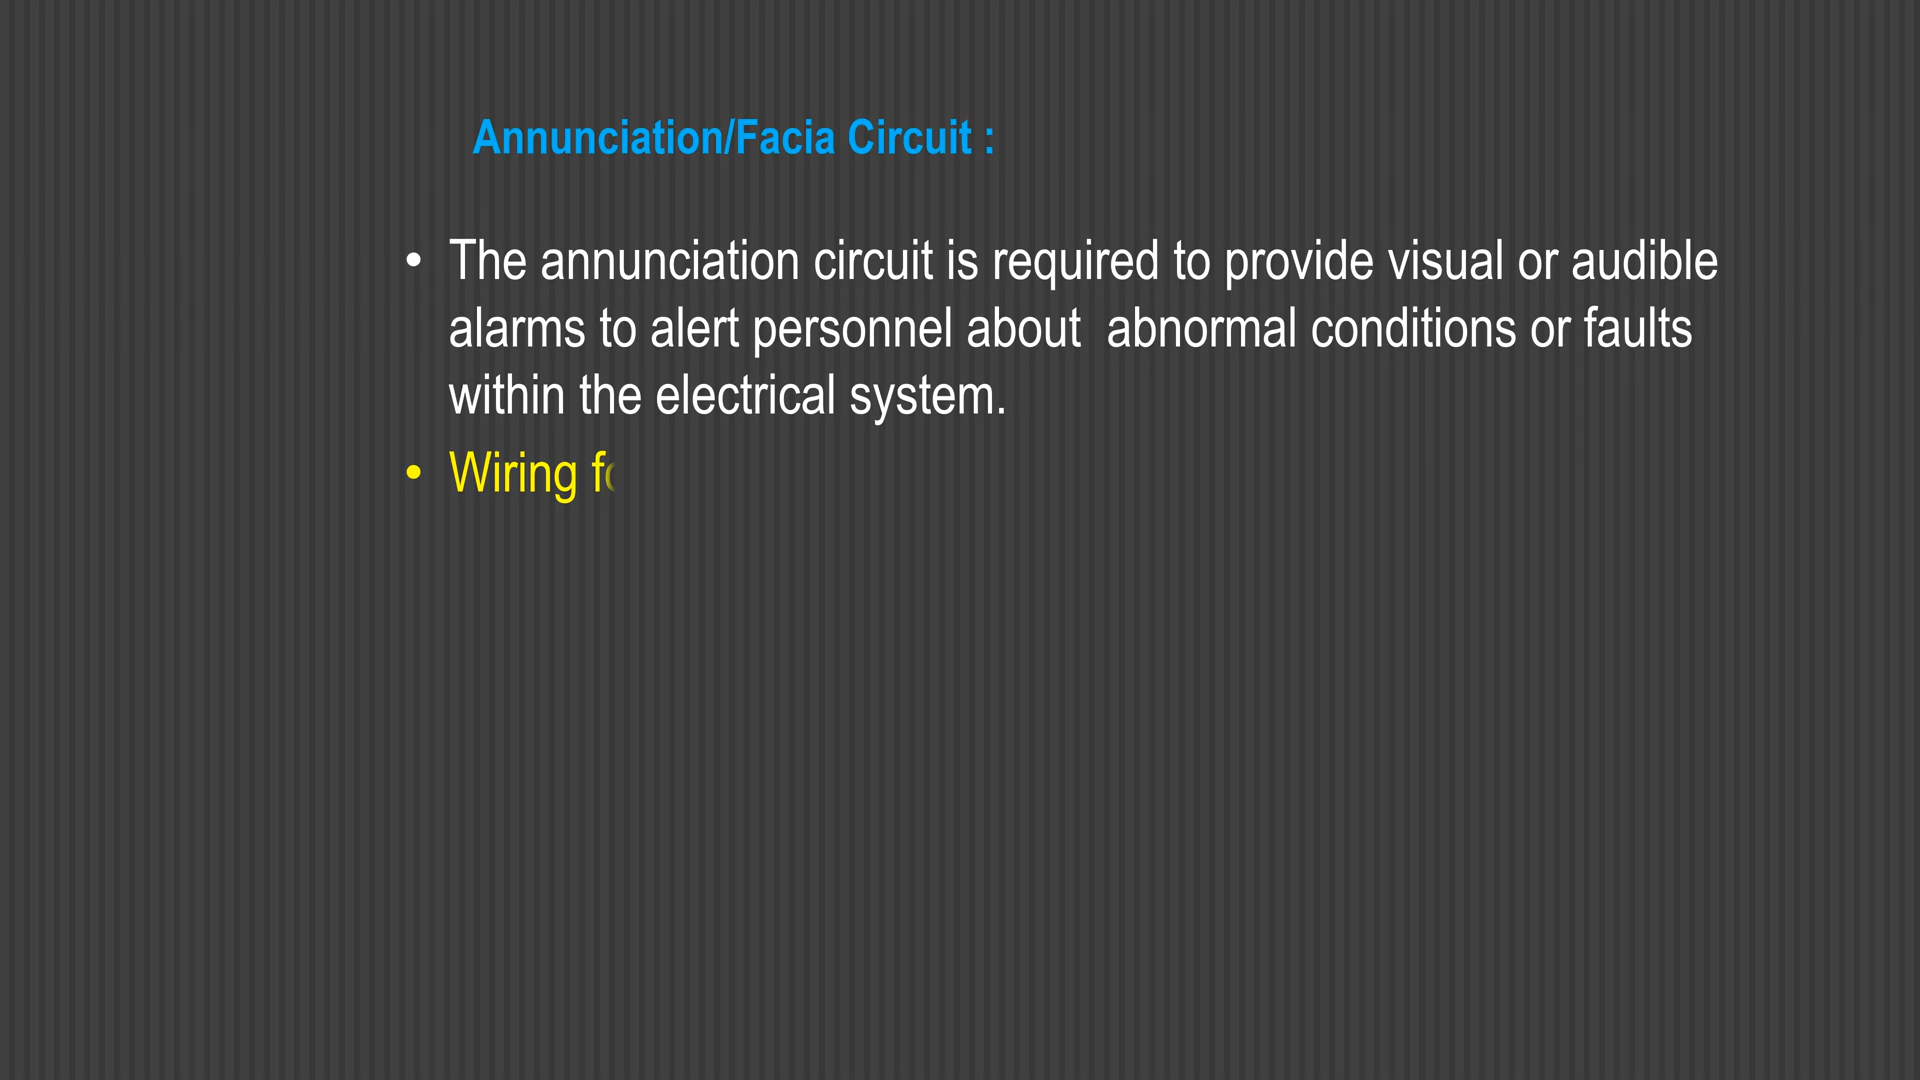 Annunciation/Facia Circuit :
• The annunciation circuit is required to provide visual or audible
alarms to alert personnel about  abnormal conditions or faults
within the electrical system.
• Wiring